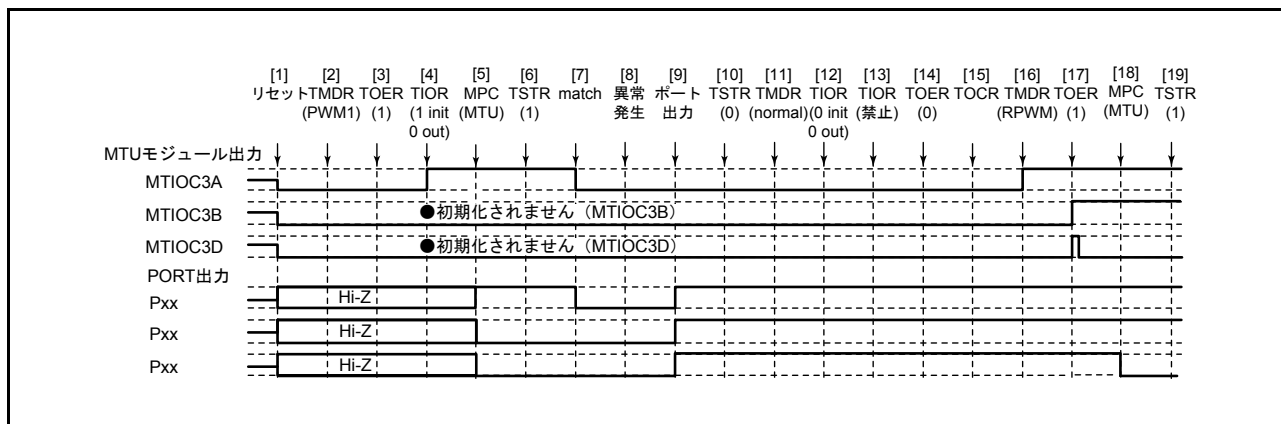 [1] [2] [3] [4] [5] [6] [7] [8] [9] [10] [11] [12] [13] [14] [15] [16] [17] [18] [19]
リセット TMDR TOER TIOR MPC TSTR match 異常 ポート TSTR TMDR TIOR TIOR TOER TOCR TMDR TOER MPC TSTR
(PWM1) (1) (1 init (MTU) (1) 発生 出力 (0) (normal) (0 init (禁止) (0) (RPWM) (1) (MTU) (1)
0 out) 0 out)
MTUモジュール出力
MTIOC3A
MTIOC3B ●初期化されません（MTIOC3B）
MTIOC3D ●初期化されません（MTIOC3D）
PORT出力
Pxx Hi-Z
Pxx Hi-Z
Pxx Hi-Z